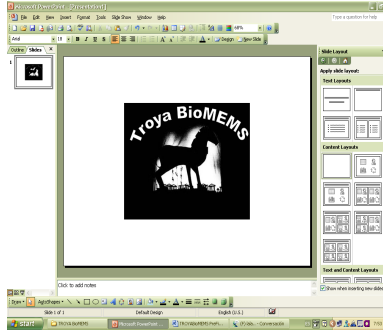 Microsoft PowerPoint - [Presentation1]
File Edit View Insert Format Tools Slide Show Window Help
Type a question for help
Arial 18 B I U S
68%
Design New Slide
Outline Slides
Slide Layout
Apply slide layout:
Text Layouts
1
Troya BioMEMS
Content Layouts
Text and Content Layouts
Show when inserting new slides
Click to add notes
Draw AutoShapes
Slide 1 of 1 Default Design English (U.S.)
start TROYA BioMEMS Microsoft PowerPoint ...